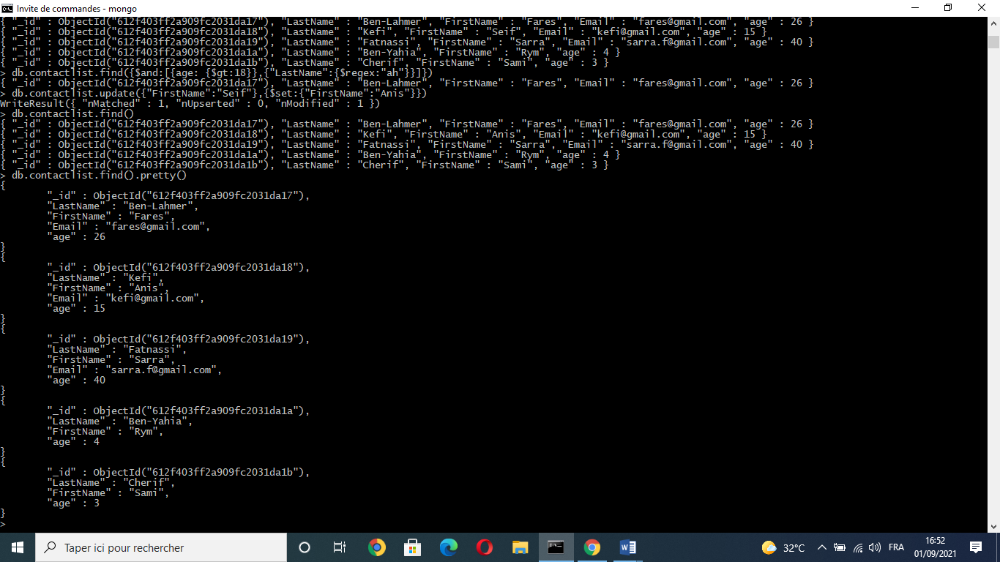 Invite de commandes - mongo
{ "_id" : ObjectId("612f403ff2a909fc2031da17"), "LastName" : "Ben-Lahmer", "FirstName" : "Fares", "Email" : "fares@gmail.com", "age" : 26 }
{ "_id" : ObjectId("612f403ff2a909fc2031da18"), "LastName" : "Kefi", "FirstName" : "Seif", "Email" : "kefi@gmail.com", "age" : 15 }
{ "_id" : ObjectId("612f403ff2a909fc2031da19"), "LastName" : "Fatnassi", "FirstName" : "Sarra", "Email" : "sarra.f@gmail.com", "age" : 40 }
{ "_id" : ObjectId("612f403ff2a909fc2031da1a"), "LastName" : "Ben-Yahia", "FirstName" : "Rym", "age" : 4 }
{ "_id" : ObjectId("612f403ff2a909fc2031da1b"), "LastName" : "Cherif", "FirstName" : "Sami", "age" : 3 }
> db.contactlist.find({$and:[{age: {$gt:18}},{"LastName":{$regex:"ah"}}]})
{ "_id" : ObjectId("612f403ff2a909fc2031da17"), "LastName" : "Ben-Lahmer", "FirstName" : "Fares", "Email" : "fares@gmail.com", "age" : 26 }
> db.contactlist.update({"FirstName":"Seif"},{$set:{"FirstName":"Anis"}})
WriteResult({ "nMatched" : 1, "nUpserted" : 0, "nModified" : 1 })
> db.contactlist.find()
{ "_id" : ObjectId("612f403ff2a909fc2031da17"), "LastName" : "Ben-Lahmer", "FirstName" : "Fares", "Email" : "fares@gmail.com", "age" : 26 }
{ "_id" : ObjectId("612f403ff2a909fc2031da18"), "LastName" : "Kefi", "FirstName" : "Anis", "Email" : "kefi@gmail.com", "age" : 15 }
{ "_id" : ObjectId("612f403ff2a909fc2031da19"), "LastName" : "Fatnassi", "FirstName" : "Sarra", "Email" : "sarra.f@gmail.com", "age" : 40 }
{ "_id" : ObjectId("612f403ff2a909fc2031da1a"), "LastName" : "Ben-Yahia", "FirstName" : "Rym", "age" : 4 }
{ "_id" : ObjectId("612f403ff2a909fc2031da1b"), "LastName" : "Cherif", "FirstName" : "Sami", "age" : 3 }
> db.contactlist.find().pretty()
{
"_id" : ObjectId("612f403ff2a909fc2031da17"),
"LastName" : "Ben-Lahmer",
"FirstName" : "Fares",
"Email" : "fares@gmail.com",
"age" : 26
}
{
"_id" : ObjectId("612f403ff2a909fc2031da18"),
"LastName" : "Kefi",
"FirstName" : "Anis",
"Email" : "kefi@gmail.com",
"age" : 15
}
{
"_id" : ObjectId("612f403ff2a909fc2031da19"),
"LastName" : "Fatnassi",
"FirstName" : "Sarra",
"Email" : "sarra.f@gmail.com",
"age" : 40
}
{
"_id" : ObjectId("612f403ff2a909fc2031da1a"),
"LastName" : "Ben-Yahia",
"FirstName" : "Rym",
"age" : 4
}
{
"_id" : ObjectId("612f403ff2a909fc2031da1b"),
"LastName" : "Cherif",
"FirstName" : "Sami",
"age" : 3
}
>
Taper ici pour rechercher
32°C
FRA
16:52
01/09/2021